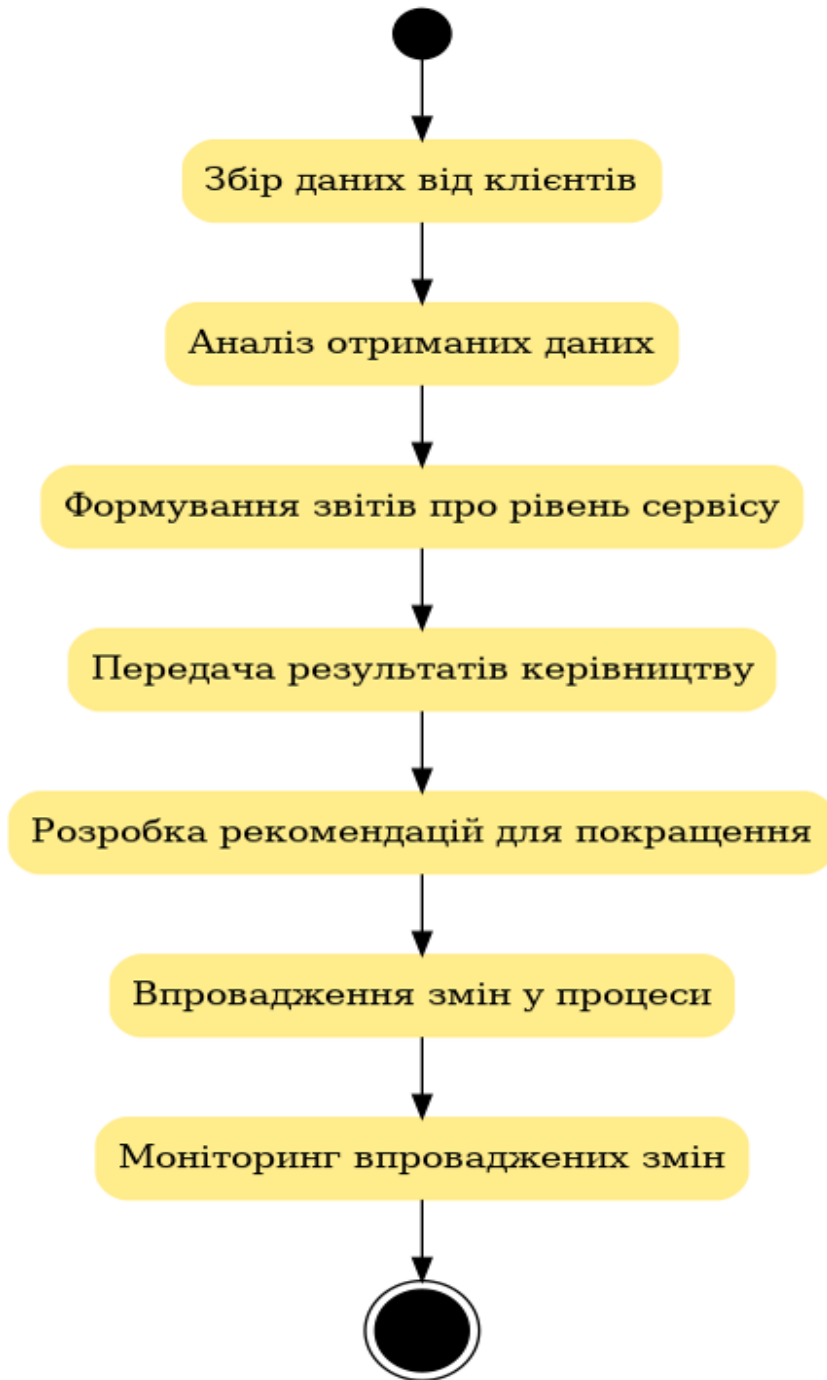 Збір даних від клієнтів
Аналіз отриманих даних
Формування звітів про рівень сервісу
Передача результатів керівництву
Розробка рекомендацій для покращення
Впровадження змін у процеси
Моніторинг впроваджених змін